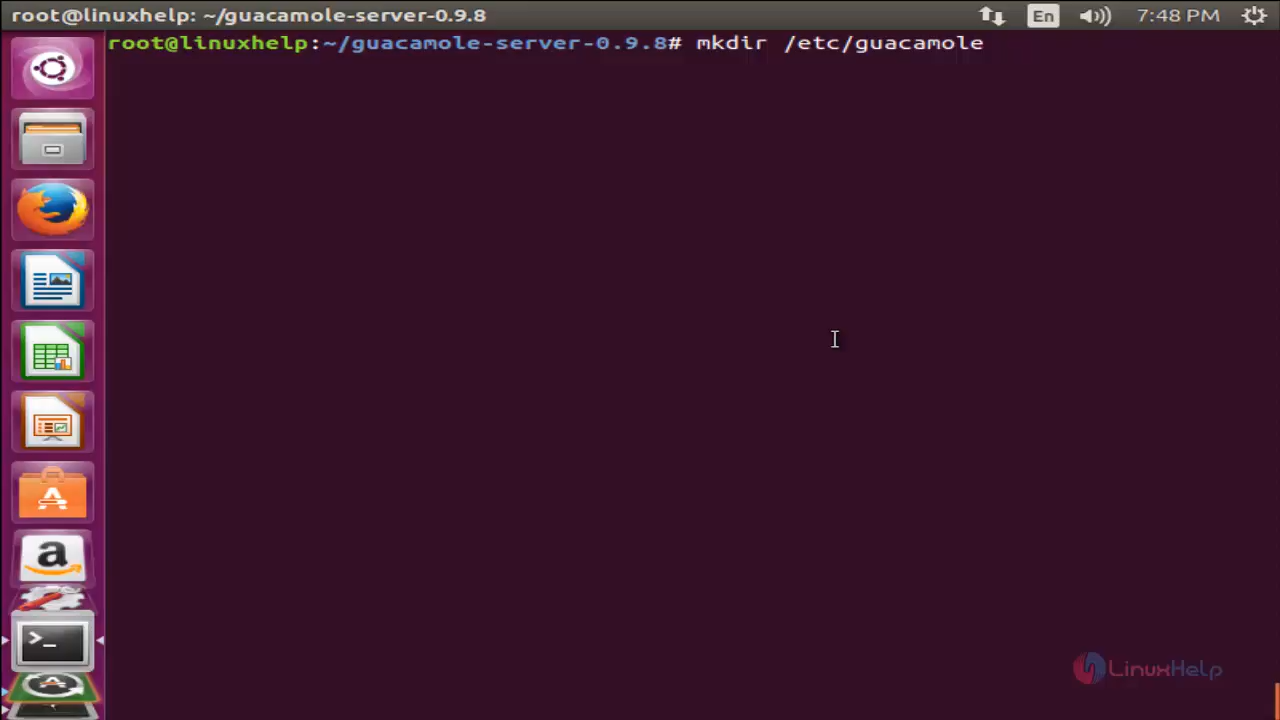 root@linuxhelp: ~/guacamole-server-0.9.8
En
7:48 PM
root@linuxhelp:~/guacamole-server-0.9.8# mkdir /etc/guacamole
a
>_
LinuxHelp